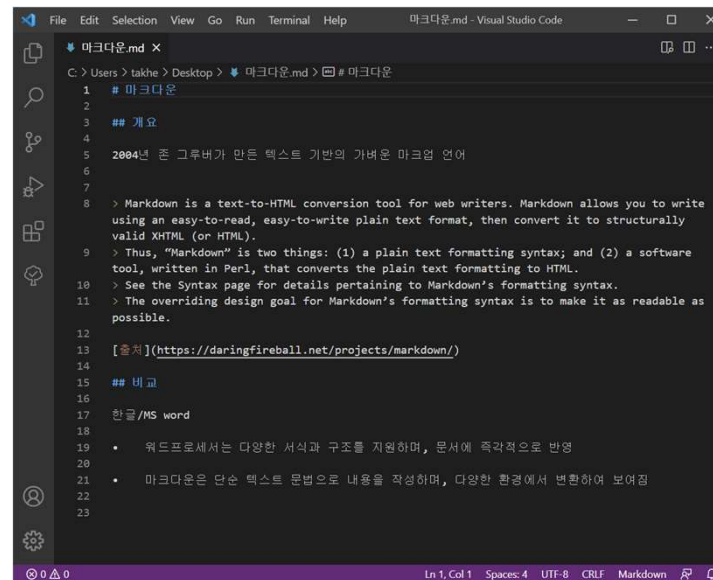 File Edit Selection View Go Run Terminal Help 마크다운.md - Visual Studio Code
마크다운.md
C: > Users > takhe > Desktop > 마크다운.md > # 마크다운
1 # 마크다운
2
3 ## 개요
4
5 2004년 존 그루버가 만든 텍스트 기반의 가벼운 마크업 언어
6
7
8 > Markdown is a text-to-HTML conversion tool for web writers. Markdown allows you to write
using an easy-to-read, easy-to-write plain text format, then convert it to structurally
valid XHTML (or HTML).
9 > Thus, “Markdown” is two things: (1) a plain text formatting syntax; and (2) a software
tool, written in Perl, that converts the plain text formatting to HTML.
10 > See the Syntax page for details pertaining to Markdown’s formatting syntax.
11 > The overriding design goal for Markdown’s formatting syntax is to make it as readable as
possible.
12
13 [출처](https://daringfireball.net/projects/markdown/)
14
15 ## 비교
16
17 한글/MS word
18
19 • 워드프로세서는 다양한 서식과 구조를 지원하며, 문서에 즉각적으로 반영
20
21 • 마크다운은 단순 텍스트 문법으로 내용을 작성하며, 다양한 환경에서 변환하여 보여짐
22
23
0 0 Ln 1, Col 1 Spaces: 4 UTF-8 CRLF Markdown